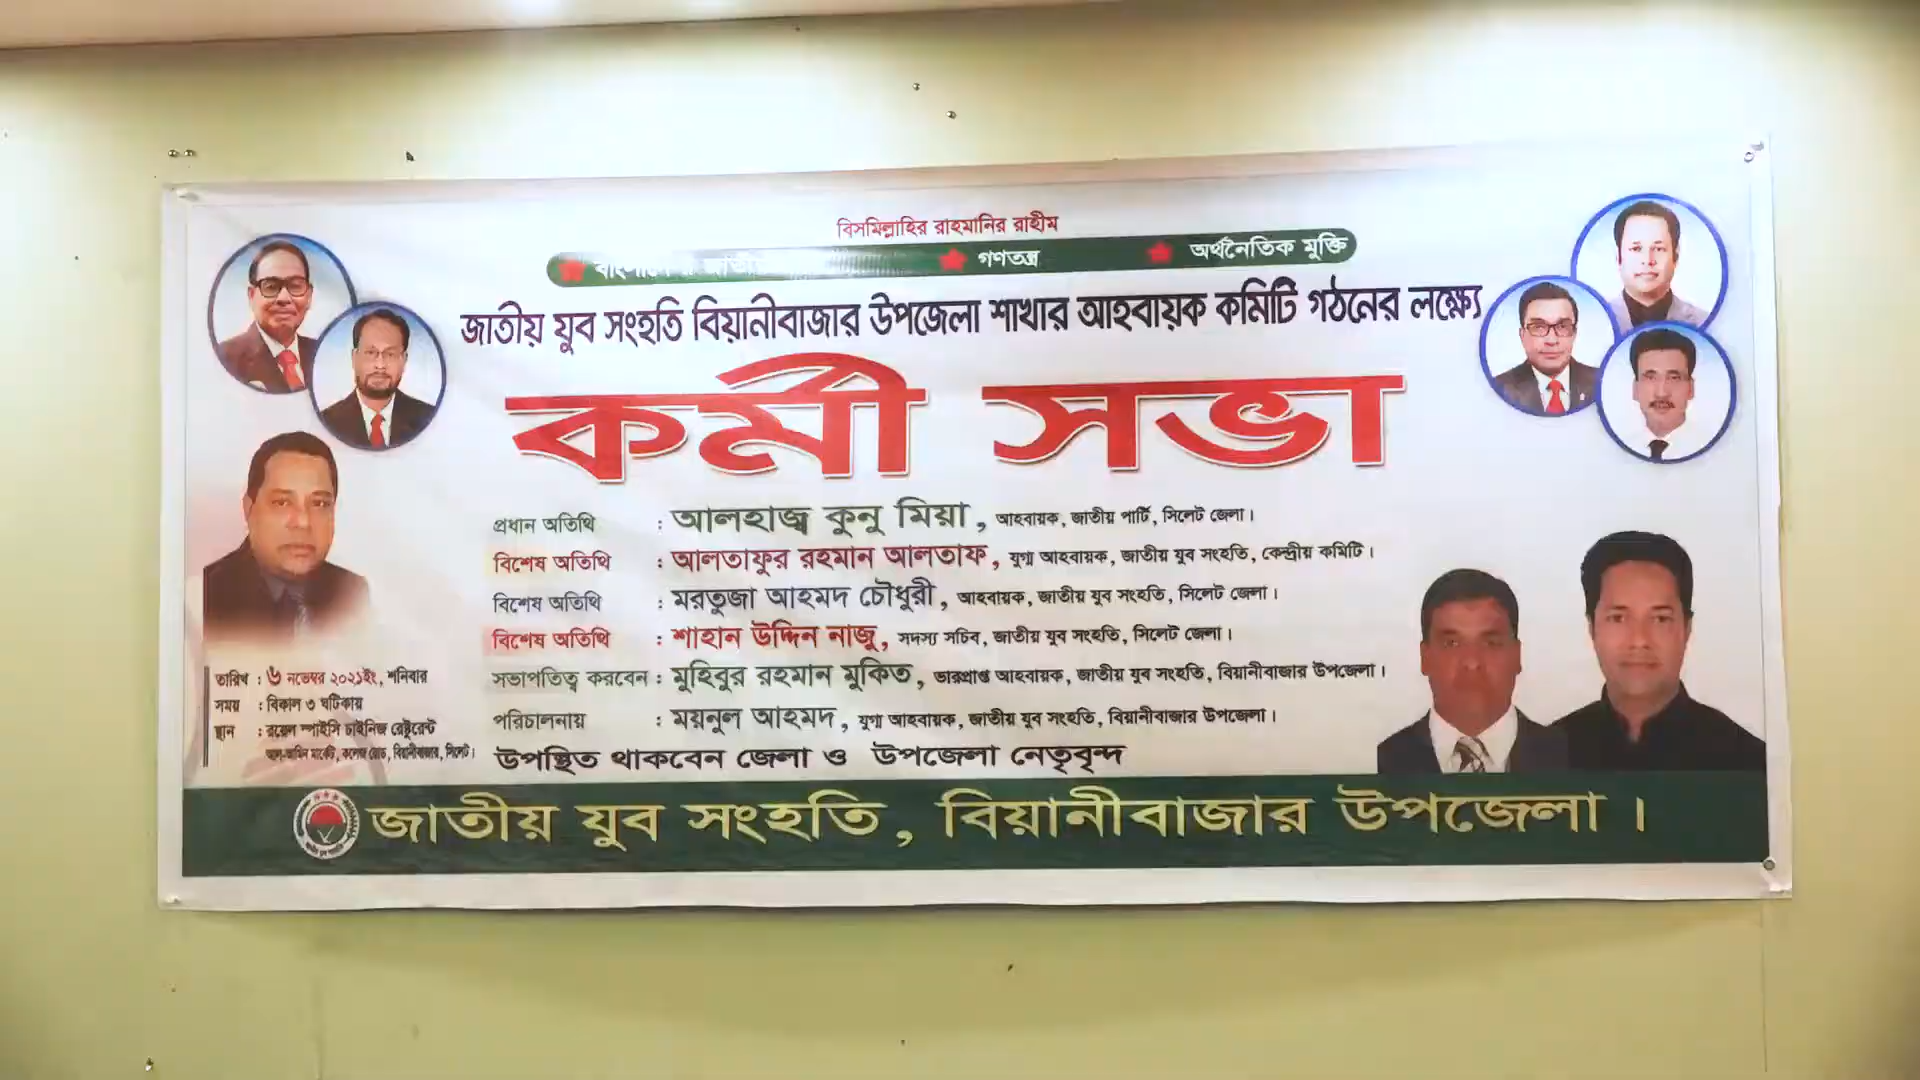 বিসমিল্লাহির রাহমানির রাহীম
গণতন্ত্র
অর্থনৈতিক মুক্তি
জাতীয় যুব সংহতি বিয়ানীবাজার উপজেলা শাখার আহবায়ক কমিটি গঠনের লক্ষ্যে
কর্মী সভা
প্রধান অতিথি : আলহাজ্ব কুনু মিয়া, আহবায়ক, জাতীয় পার্টি, সিলেট জেলা।
বিশেষ অতিথি : আলতাফুর রহমান আলতাফ, যুগ্ম আহবায়ক, জাতীয় যুব সংহতি, কেন্দ্রীয় কমিটি।
বিশেষ অতিথি : মরতুজা আহমদ চৌধুরী, আহবায়ক, জাতীয় যুব সংহতি, সিলেট জেলা।
বিশেষ অতিথি : শাহান উদ্দিন নাজু, সদস্য সচিব, জাতীয় যুব সংহতি, সিলেট জেলা।
সভাপতিত্ব করবেন : মুহিবুর রহমান মুকিত, ভারপ্রাপ্ত আহবায়ক, জাতীয় যুব সংহতি, বিয়ানীবাজার উপজেলা।
পরিচালনায় : ময়নুল আহমদ, যুগ্ম আহবায়ক, জাতীয় যুব সংহতি, বিয়ানীবাজার উপজেলা।
উপস্থিত থাকবেন জেলা ও উপজেলা নেতৃবৃন্দ
তারিখ : ৬ নভেম্বর ২০২১ইং, শনিবার
সময় : বিকাল ৩ ঘটিকায়
স্থান : রয়েল স্পাইসি চাইনিজ রেষ্টুরেন্ট
আল-আমিন মার্কেট, কলেজ রোড, বিয়ানীবাজার, সিলেট।
জাতীয় যুব সংহতি, বিয়ানীবাজার উপজেলা।